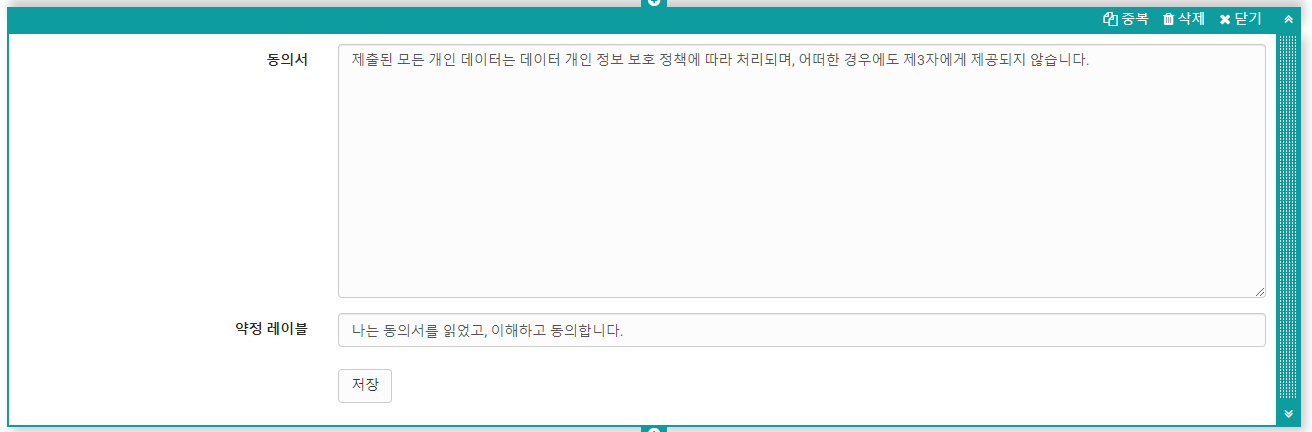 중복 삭제 닫기
동의서
제출된 모든 개인 데이터는 데이터 개인 정보 보호 정책에 따라 처리되며, 어떠한 경우에도 제3자에게 제공되지 않습니다.
약정 레이블
나는 동의서를 읽었고, 이해하고 동의합니다.
저장